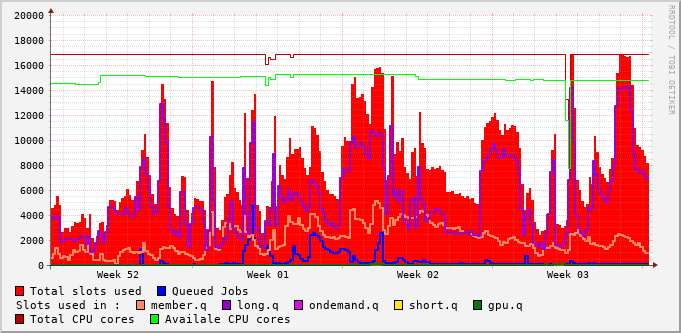 RRDTOOL / TOBI OETIKER
20000
18000
16000
14000
12000
10000
8000
6000
4000
2000
0
Week 52 Week 01 Week 02 Week 03
Total slots used Queued Jobs
Slots used in : member.q long.q ondemand.q short.q gpu.q
Total CPU cores Availale CPU cores